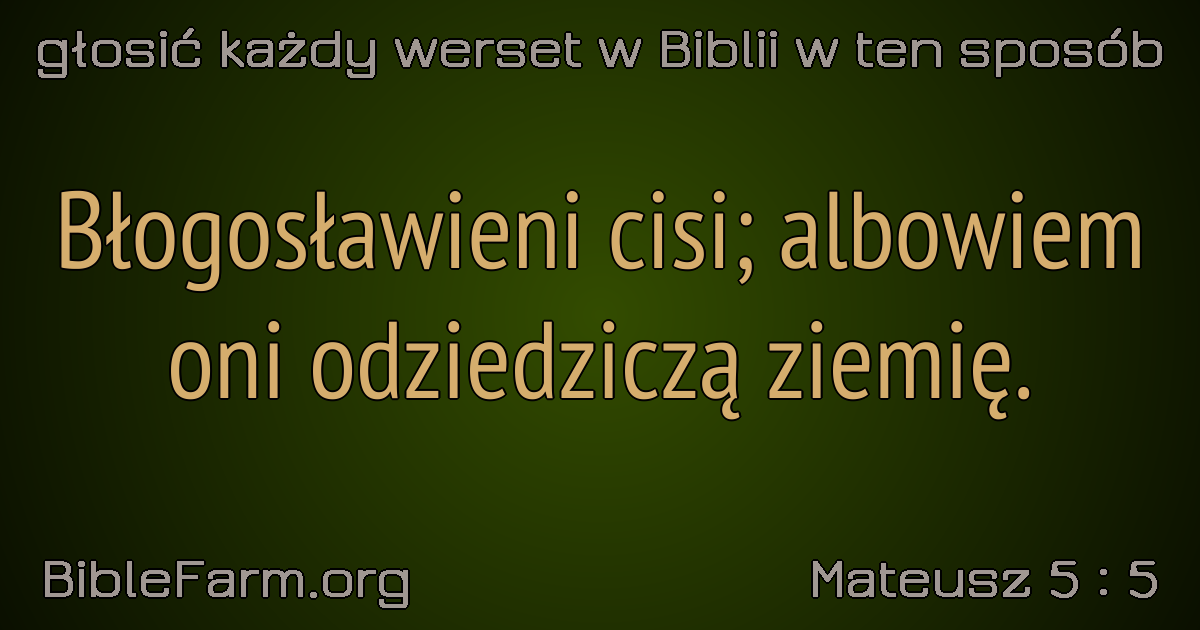 głosić każdy werset w Biblii w ten sposób
Błogosławieni cisi; albowiem
oni odziedziczą ziemię.
BibleFarm.org
Mateusz 5 : 5